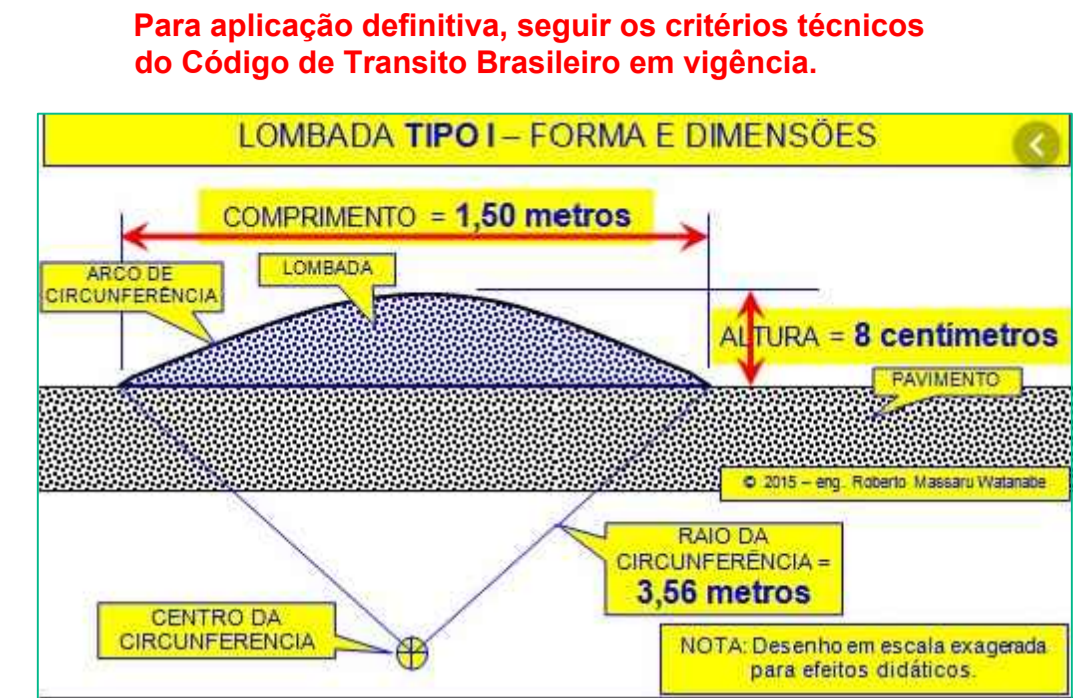 Para aplicação definitiva, seguir os critérios técnicos
do Código de Transito Brasileiro em vigência.
LOMBADA TIPO I – FORMA E DIMENSÕES
COMPRIMENTO = 1,50 metros
ARCO DE
CIRCUNFERÊNCIA
LOMBADA
ALTURA = 8 centímetros
PAVIMENTO
© 2015 – eng. Roberto Massaru Watanabe
RAIO DA
CIRCUNFERÊNCIA =
3,56 metros
CENTRO DA
CIRCUNFERENCIA
NOTA: Desenho em escala exagerada
para efeitos didáticos.